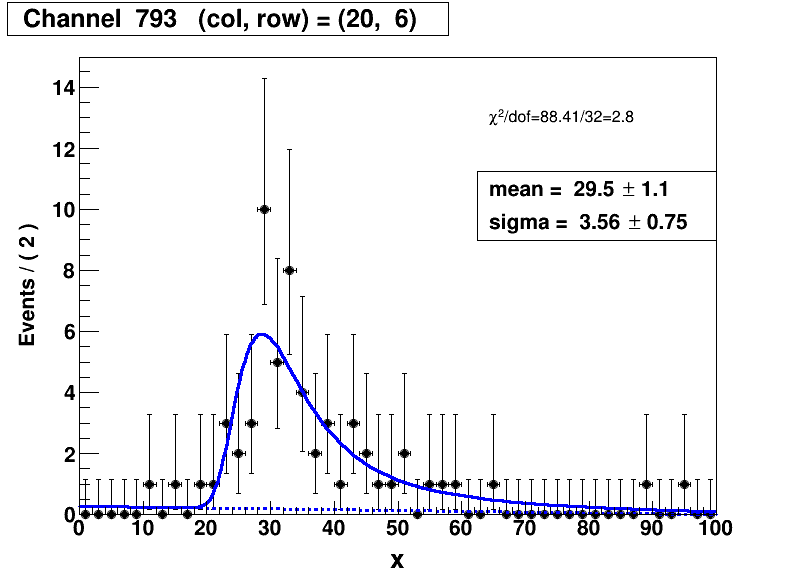 Channel 793 (col, row) = (20, 6)
χ²/dof=88.41/32=2.8
mean = 29.5 ± 1.1
sigma = 3.56 ± 0.75
Events / ( 2 )
14
12
10
8
6
4
2
0
0 10 20 30 40 50 60 70 80 90 100
x